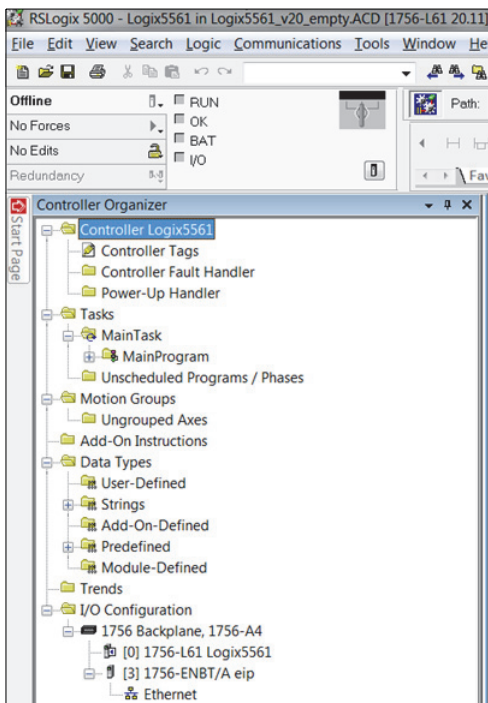 RSLogix 5000 - Logix5561 in Logix5561_v20_empty.ACD [1756-L61 20.11]
File Edit View Search Logic Communications Tools Window He
Offline
RUN
No Forces
OK
No Edits
BAT
Redundancy
I/O
Path:
Fav
Start Page
Controller Organizer
Controller Logix5561
Controller Tags
Controller Fault Handler
Power-Up Handler
Tasks
MainTask
MainProgram
Unscheduled Programs / Phases
Motion Groups
Ungrouped Axes
Add-On Instructions
Data Types
User-Defined
Strings
Add-On-Defined
Predefined
Module-Defined
Trends
I/O Configuration
1756 Backplane, 1756-A4
[0] 1756-L61 Logix5561
[3] 1756-ENBT/A eip
Ethernet